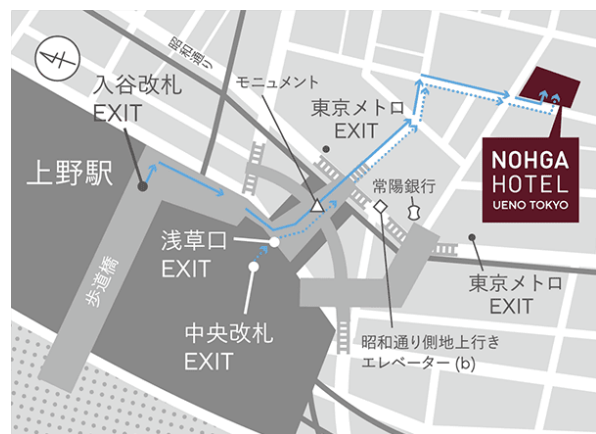 昭和通り
モニュメント
入谷改札
EXIT
東京メトロ
EXIT
上野駅
NOHGA
HOTEL
UENO TOKYO
常陽銀行
浅草口
EXIT
歩道橋
東京メトロ
EXIT
中央改札
EXIT
昭和通り側地上行き
エレベーター (b)